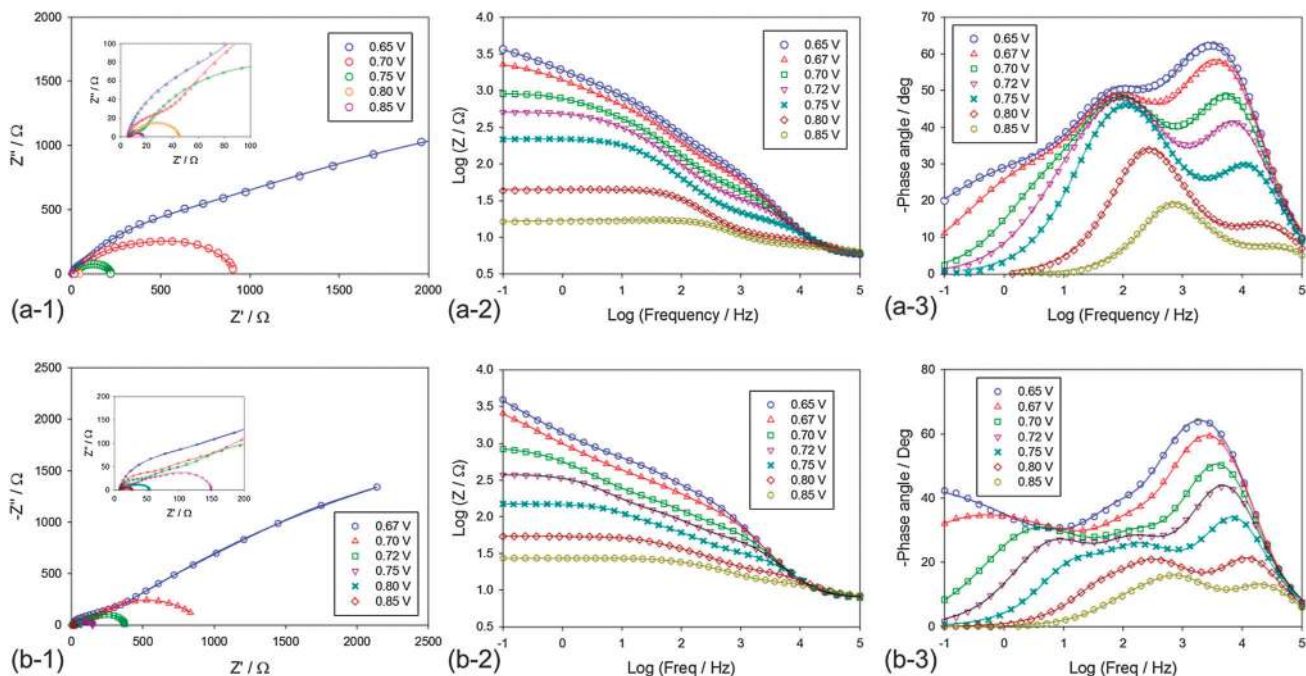 2000
1500
1000
500
0
Z'' / Ω
0 500 1000 1500 2000
Z' / Ω
100
80
60
40
20
0
Z'' / Ω
0 20 40 60 80 100
Z' / Ω
0.65 V
0.70 V
0.75 V
0.80 V
0.85 V
(a-1)
4.0
3.5
3.0
2.5
2.0
1.5
1.0
0.5
Log (Z / Ω)
-1 0 1 2 3 4 5
Log (Frequency / Hz)
0.65 V
0.67 V
0.70 V
0.72 V
0.75 V
0.80 V
0.85 V
(a-2)
70
60
50
40
30
20
10
0
-Phase angle / deg
-1 0 1 2 3 4 5
Log (Frequency / Hz)
0.65 V
0.67 V
0.70 V
0.72 V
0.75 V
0.80 V
0.85 V
(a-3)
2500
2000
1500
1000
500
0
-Z'' / Ω
0 500 1000 1500 2000 2500
Z' / Ω
200
150
100
50
0
Z'' / Ω
0 50 100 150 200
Z' / Ω
0.67 V
0.70 V
0.72 V
0.75 V
0.80 V
0.85 V
(b-1)
4.0
3.5
3.0
2.5
2.0
1.5
1.0
0.5
Log (Z / Ω)
-1 0 1 2 3 4 5
Log (Freq / Hz)
0.65 V
0.67 V
0.70 V
0.72 V
0.75 V
0.80 V
0.85 V
(b-2)
80
60
40
20
0
-Phase angle / Deg
-1 0 1 2 3 4 5
Log (Freq / Hz)
0.65 V
0.67 V
0.70 V
0.72 V
0.75 V
0.80 V
0.85 V
(b-3)